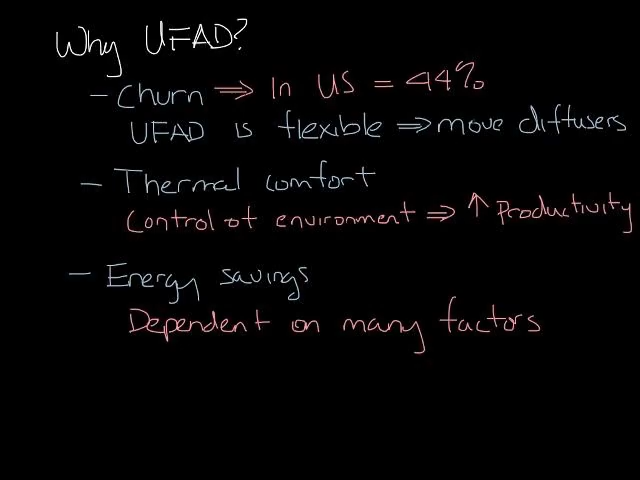 Why UFAD?
- Churn ⇒ In US = 44%
UFAD is flexible ⇒ move diffusers
- Thermal comfort
Control of environment ⇒ ↑ Productivity
- Energy savings
Dependent on many factors